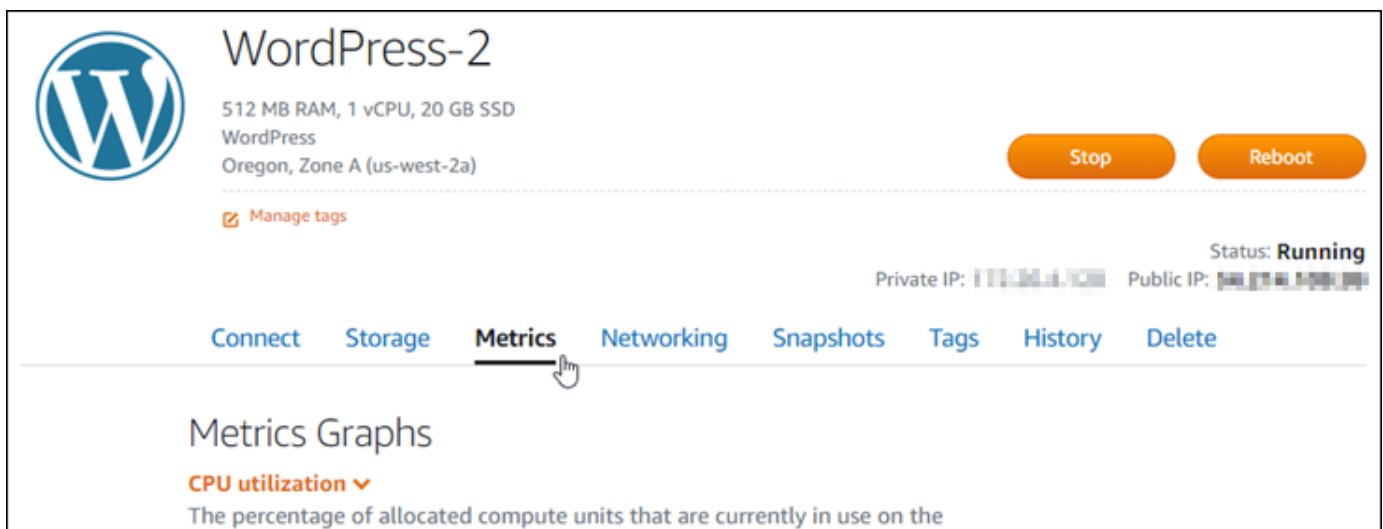 WordPress-2
512 MB RAM, 1 vCPU, 20 GB SSD
WordPress
Oregon, Zone A (us-west-2a)
Stop
Reboot
Manage tags
Status: Running
Private IP:
Public IP:
Connect Storage Metrics Networking Snapshots Tags History Delete
Metrics Graphs
CPU utilization
The percentage of allocated compute units that are currently in use on the